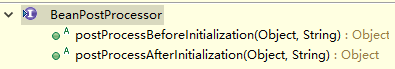 BeanPostProcessor
A postProcessBeforeInitialization(Object, String) : Object
A postProcessAfterInitialization(Object, String) : Object